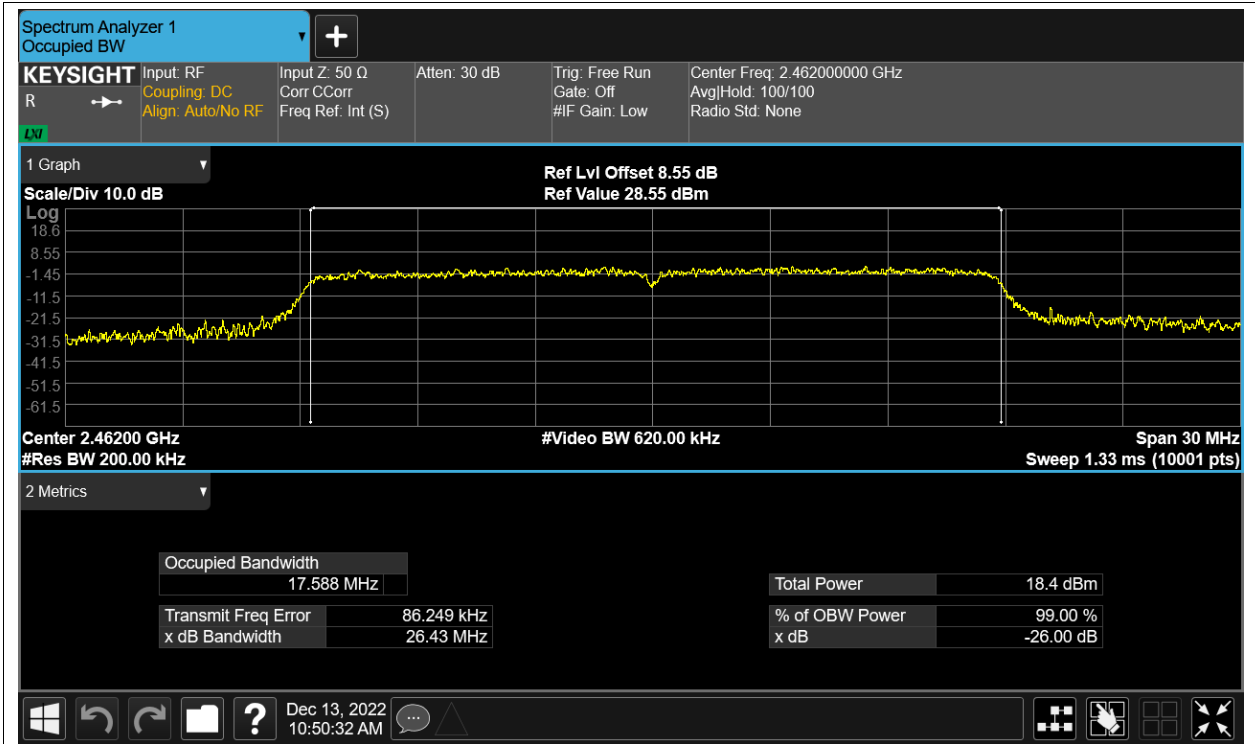 Spectrum Analyzer 1
Occupied BW
KEYSIGHT
R
LXI
Input: RF
Coupling: DC
Align: Auto/No RF
Input Z: 50 Ω
Corr CCorr
Freq Ref: Int (S)
Atten: 30 dB
Trig: Free Run
Gate: Off
#IF Gain: Low
Center Freq: 2.462000000 GHz
Avg|Hold: 100/100
Radio Std: None
1 Graph
Scale/Div 10.0 dB
Ref Lvl Offset 8.55 dB
Ref Value 28.55 dBm
Log
18.6
8.55
-1.45
-11.5
-21.5
-31.5
-41.5
-51.5
-61.5
Center 2.46200 GHz
#Video BW 620.00 kHz
Span 30 MHz
#Res BW 200.00 kHz
Sweep 1.33 ms (10001 pts)
2 Metrics
Occupied Bandwidth
17.588 MHz
Total Power 18.4 dBm
Transmit Freq Error 86.249 kHz
% of OBW Power 99.00 %
x dB Bandwidth 26.43 MHz
x dB -26.00 dB
?
Dec 13, 2022
10:50:32 AM